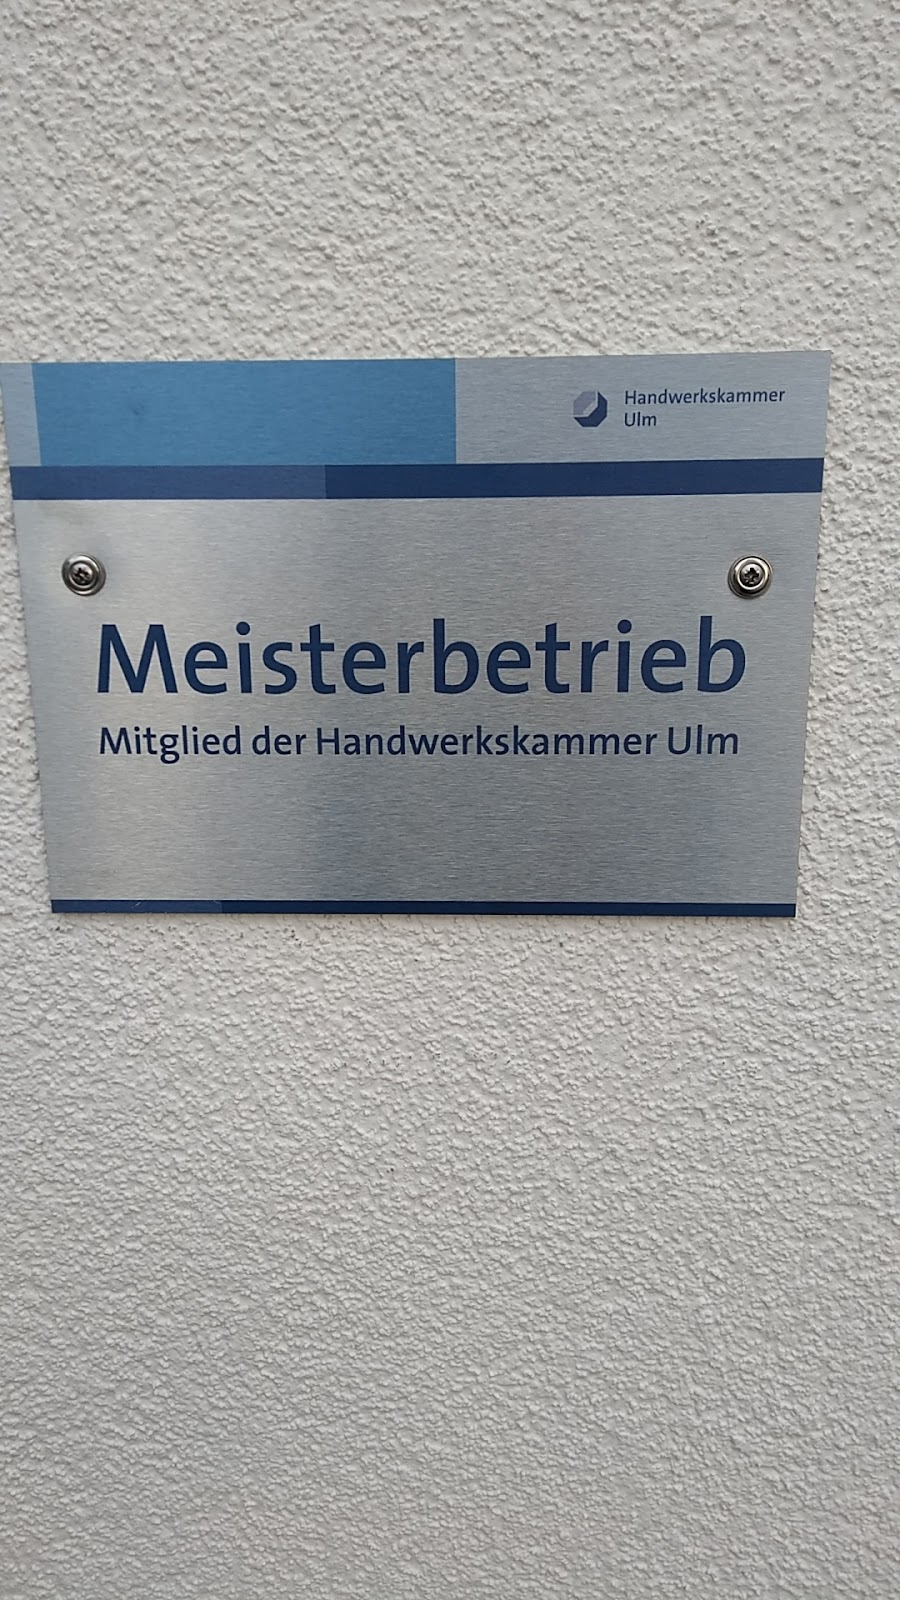 Handwerkskammer
Ulm
Meisterbetrieb
Mitglied der Handwerkskammer Ulm